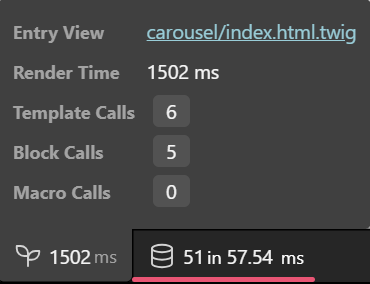 Entry View carousel/index.html.twig
Render Time 1502 ms
Template Calls 6
Block Calls 5
Macro Calls 0
1502 ms 51 in 57.54 ms